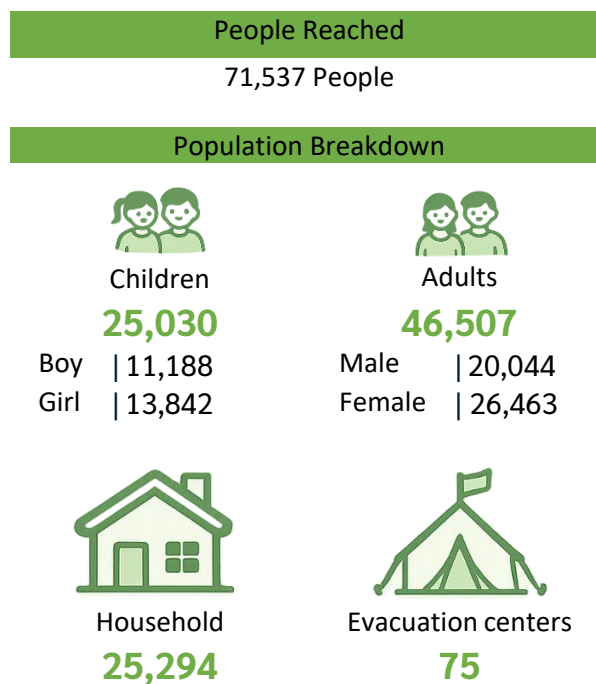 People Reached
71,537 People
Population Breakdown
Children
25,030
Boy | 11,188
Girl | 13,842
Adults
46,507
Male | 20,044
Female | 26,463
Household
25,294
Evacuation centers
75